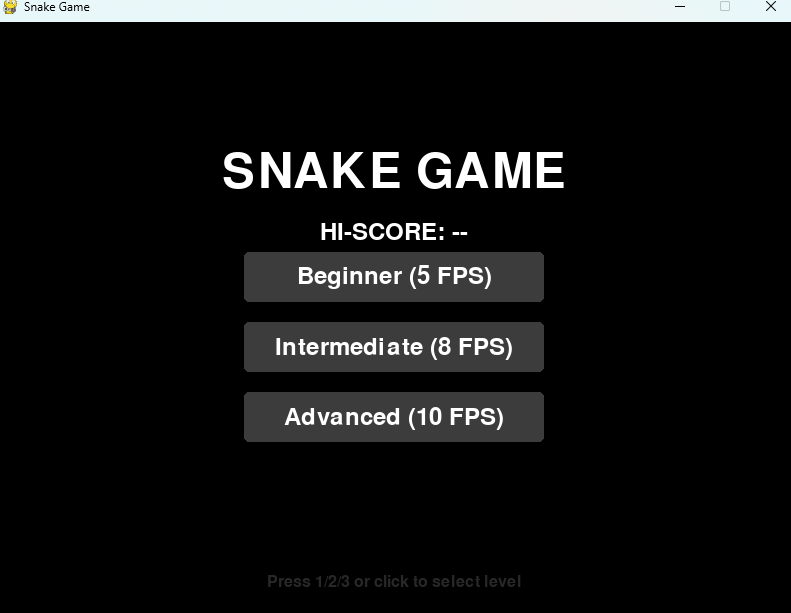 Snake Game
SNAKE GAME
HI-SCORE: --
Beginner (5 FPS)
Intermediate (8 FPS)
Advanced (10 FPS)
Press 1/2/3 or click to select level